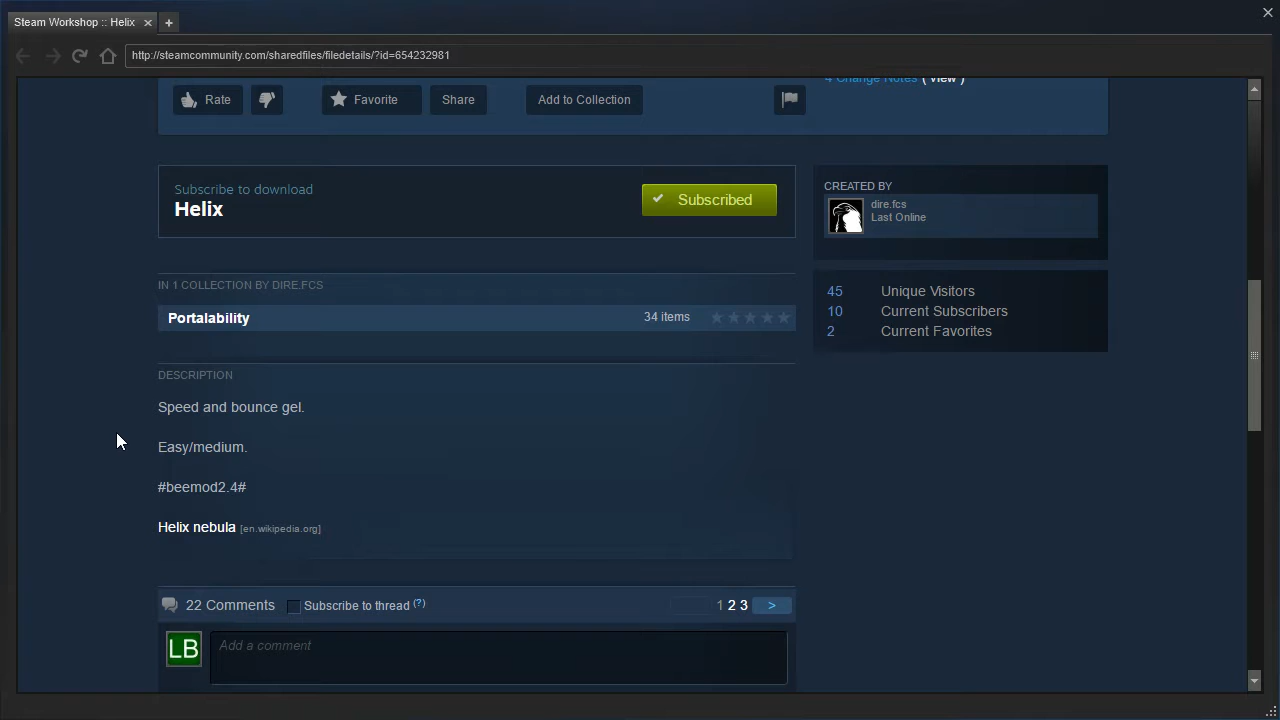 Steam Workshop :: Helix
http://steamcommunity.com/sharedfiles/filedetails/?id=654232981
4 Change Notes ( view )
Rate
Favorite
Share
Add to Collection
Subscribe to download
Helix
Subscribed
CREATED BY
dire.fcs
Last Online
IN 1 COLLECTION BY DIRE.FCS
Portalability
34 items
45 Unique Visitors
10 Current Subscribers
2 Current Favorites
DESCRIPTION
Speed and bounce gel.
Easy/medium.
#beemod2.4#
Helix nebula [en.wikipedia.org]
22 Comments
Subscribe to thread (?)
1 2 3 >
LB
Add a comment